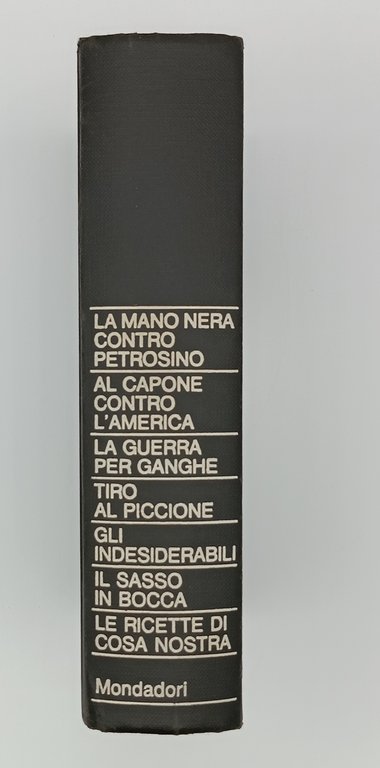 LA MANO NERA
CONTRO
PETROSINO
AL CAPONE
CONTRO
L'AMERICA
LA GUERRA
PER GANGHE
TIRO
AL PICCIONE
GLI
INDESIDERABILI
IL SASSO
IN BOCCA
LE RICETTE DI
COSA NOSTRA
Mondadori